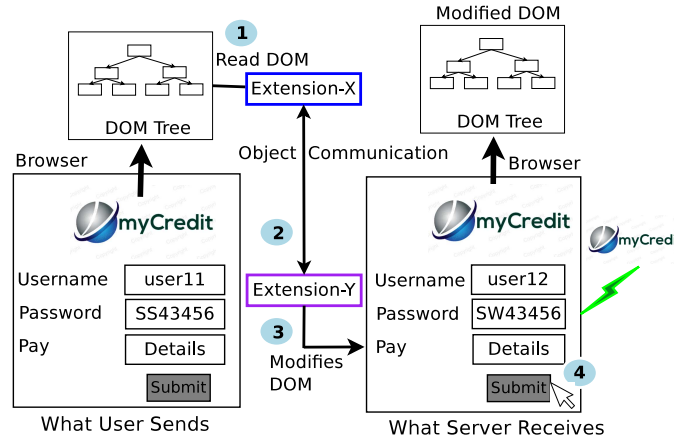 1
Read DOM
DOM Tree
Extension-X
Modified DOM
DOM Tree
Object Communication
Browser
myCredit
Username
user11
Password
SS43456
Pay
Details
Submit
What User Sends
2
Extension-Y
3
Modifies
DOM
Browser
myCredit
Username
user12
Password
SW43456
Pay
Details
Submit
4
What Server Receives
myCredi